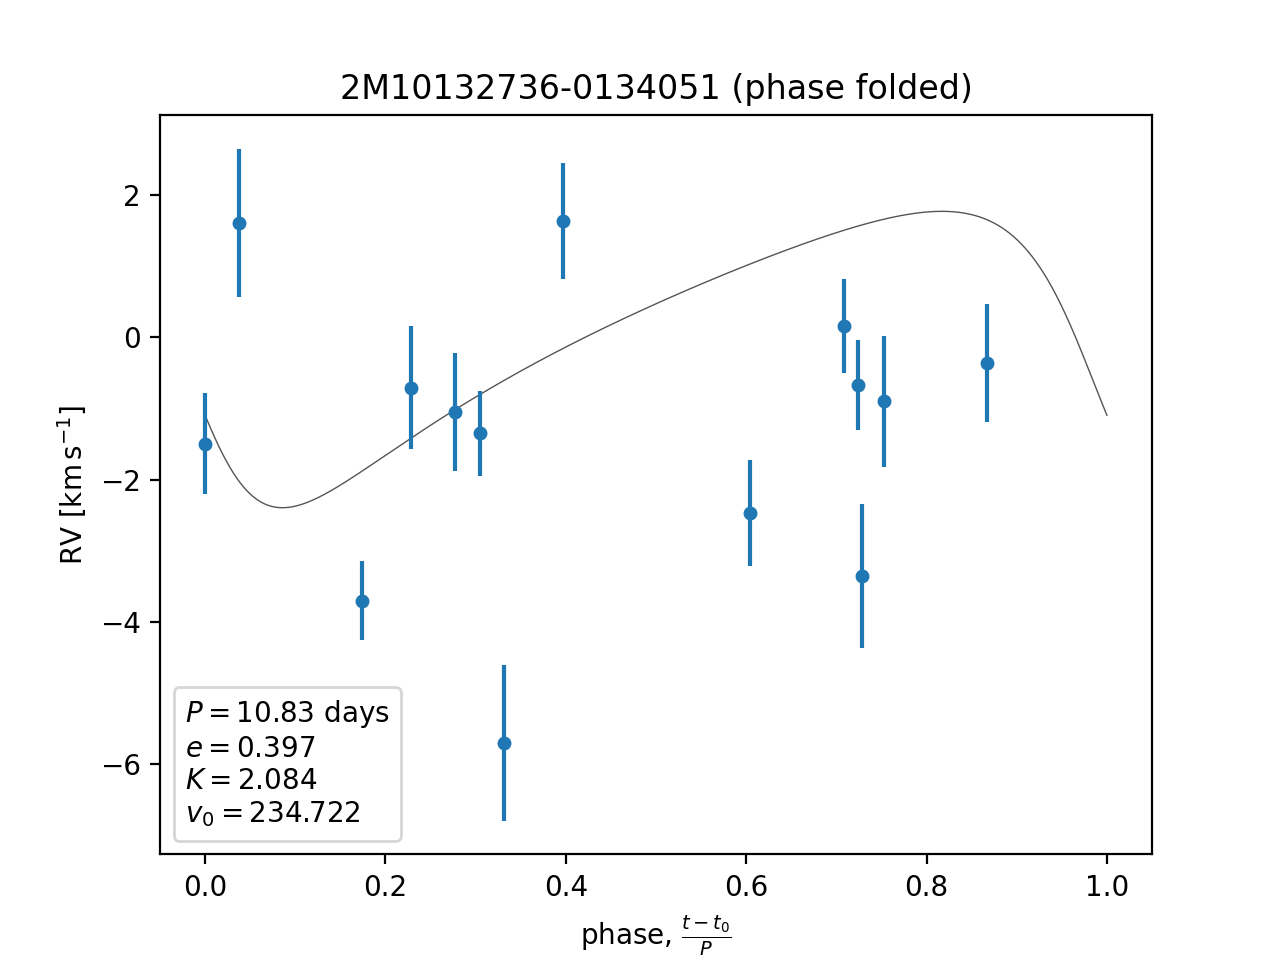 2M10132736-0134051 (phase folded)
RV [km s⁻¹]
2
0
−2
−4
−6
P = 10.83 days
e = 0.397
K = 2.084
v₀ = 234.722
0.0 0.2 0.4 0.6 0.8 1.0
phase, (t − t₀)/P